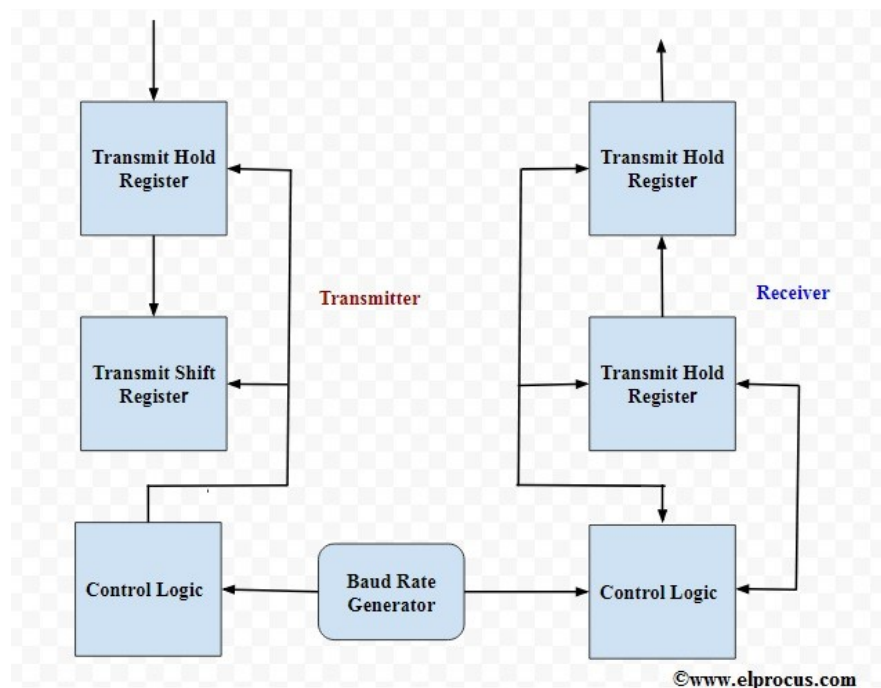 Transmit Hold
Register
Transmit Hold
Register
Transmitter
Receiver
Transmit Shift
Register
Transmit Hold
Register
Control Logic
Baud Rate
Generator
Control Logic
©www.elprocus.com